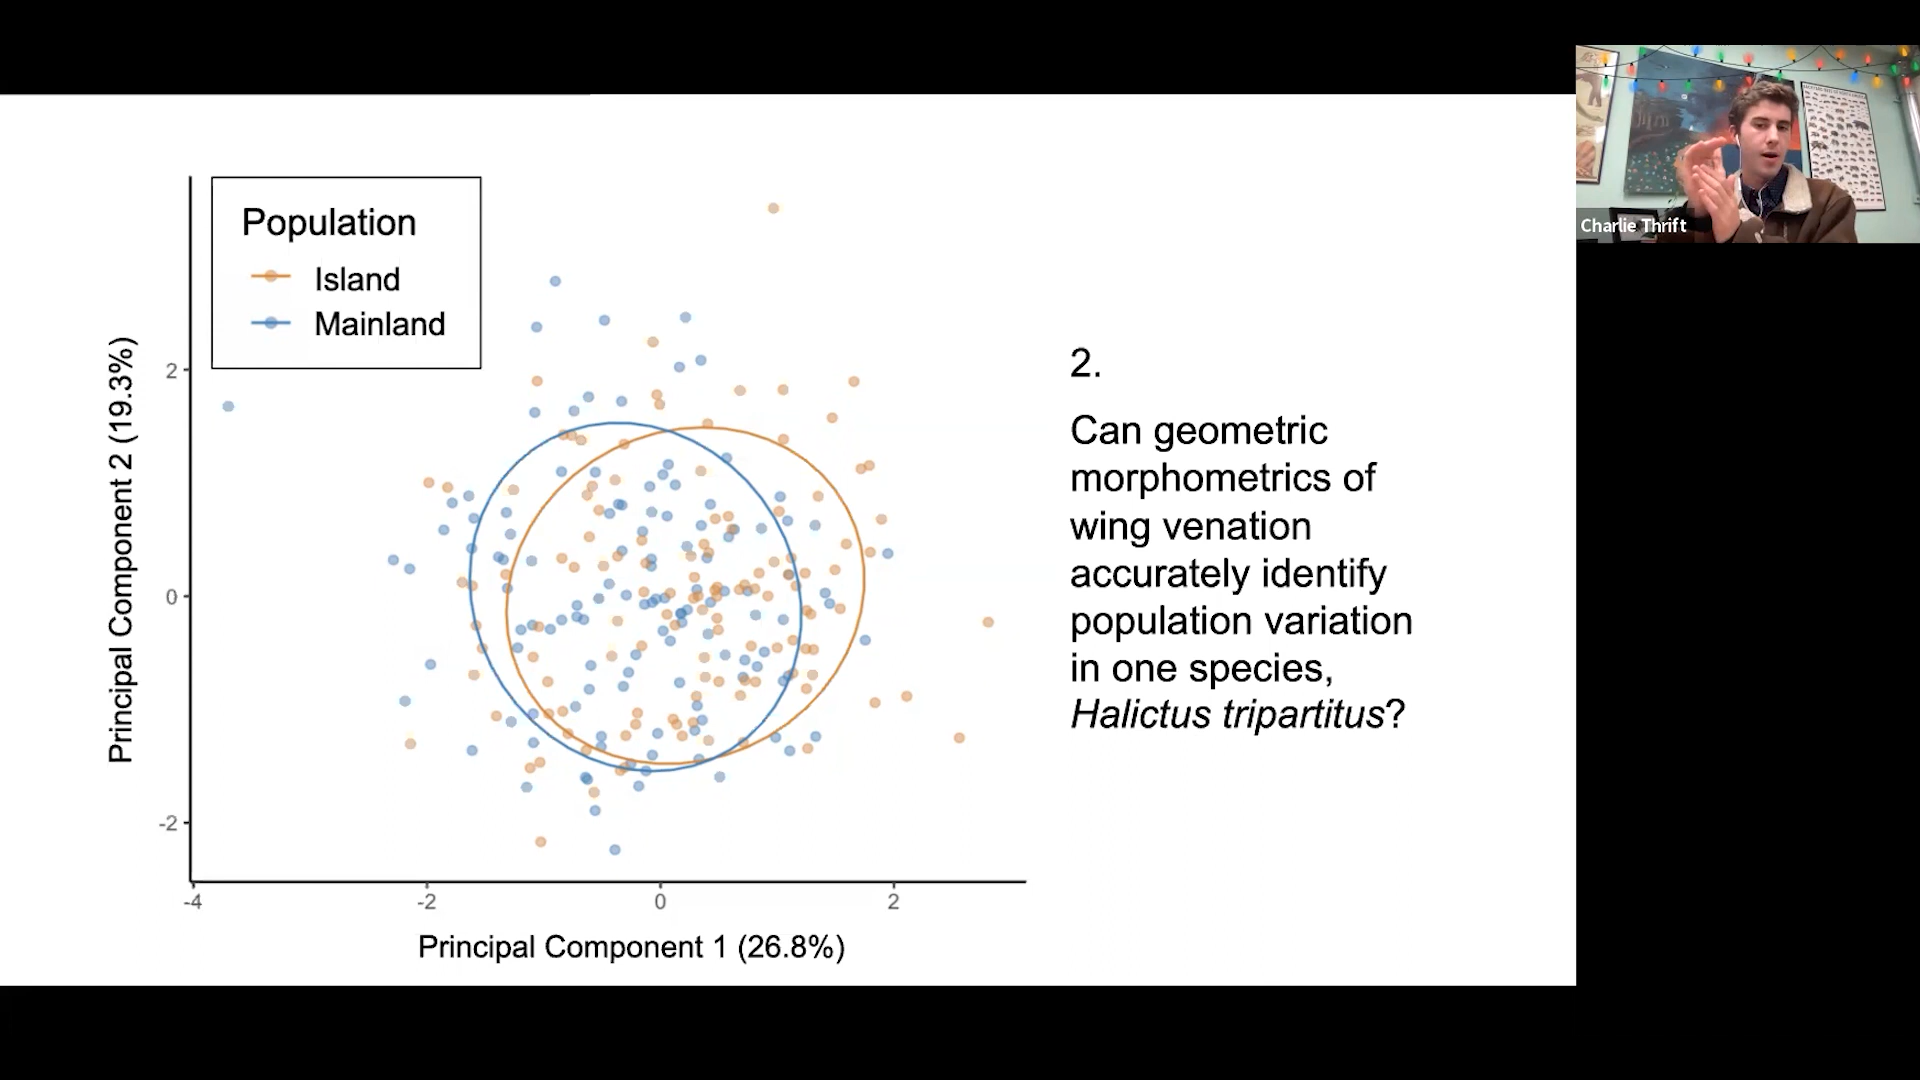 Population
Island
Mainland
Principal Component 2 (19.3%)
2
0
-2
-4
-2
0
2
Principal Component 1 (26.8%)
2.
Can geometric
morphometrics of
wing venation
accurately identify
population variation
in one species,
Halictus tripartitus?
Charlie Thrift